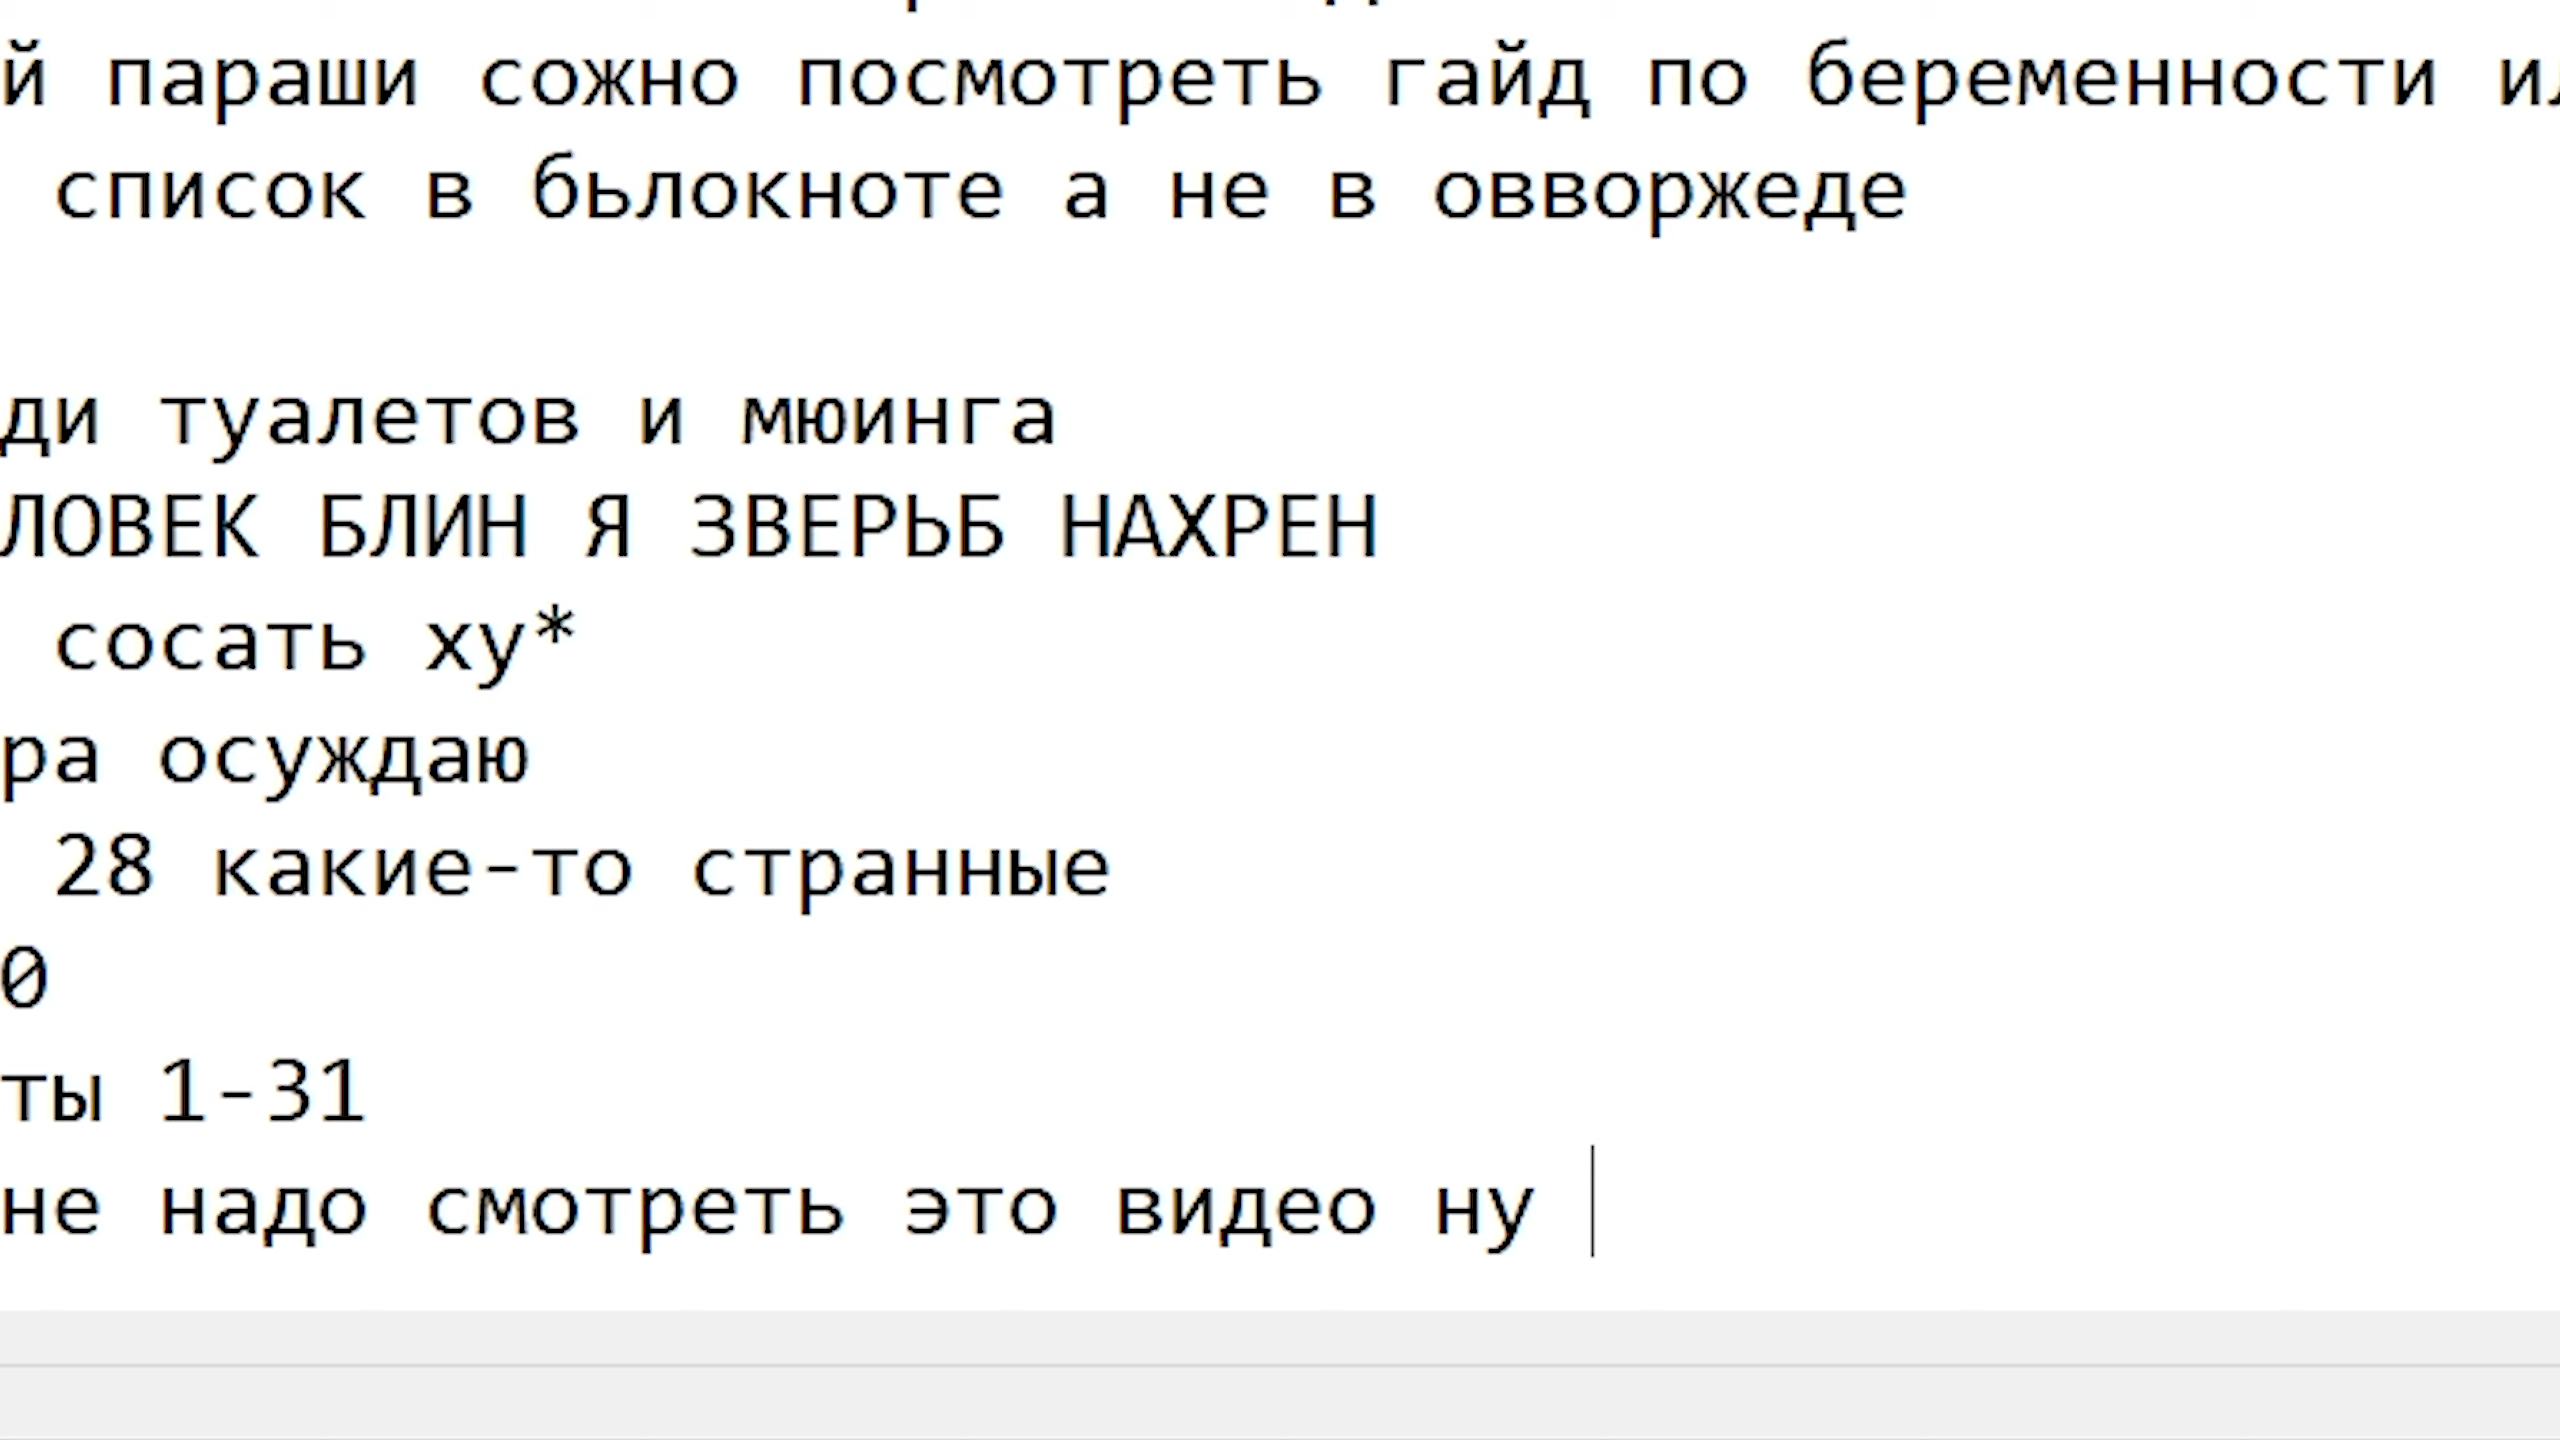 й параши сожно посмотреть гайд по беременности
список в бьлокноте а не в овворжеде
ди туалетов и мюинга
ЛОВЕК БЛИН Я ЗВЕРЬБ НАХРЕН
сосать ху*
ра осуждаю
28 какие-то странные
0
ты 1-31
не надо смотреть это видео ну